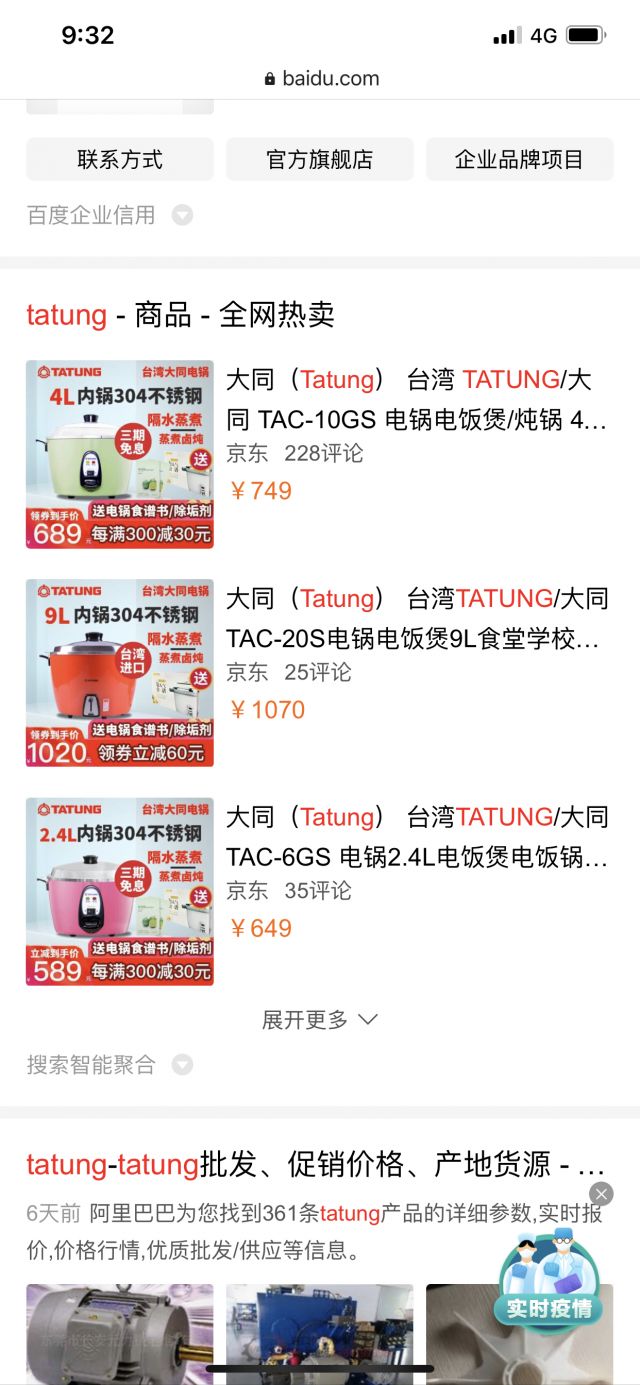 9:32
4G
baidu.com
联系方式
官方旗舰店
企业品牌项目
百度企业信用
tatung - 商品 - 全网热卖
TATUNG 台湾大同电锅
4L内锅304不锈钢
隔水蒸煮
蒸煮卤炖
三期
免息
送
领券到手价
送电锅食谱书/除垢剂
689元
每满300减30元
大同（Tatung） 台湾 TATUNG/大
同 TAC-10GS 电锅电饭煲/炖锅 4...
京东 228评论
￥749
TATUNG 台湾大同电锅
9L内锅304不锈钢
隔水蒸煮
蒸煮卤炖
台湾
进口
送
领券到手价
送电锅食谱书/除垢剂
1020元
领券立减60元
大同（Tatung） 台湾TATUNG/大同
TAC-20S电锅电饭煲9L食堂学校...
京东 25评论
￥1070
TATUNG 台湾大同电锅
2.4L内锅304不锈钢
隔水蒸煮
蒸煮卤炖
三期
免息
送
立减到手价
送电锅食谱书/除垢剂
589元
每满300减30元
大同（Tatung） 台湾TATUNG/大同
TAC-6GS 电锅2.4L电饭煲电饭锅...
京东 35评论
￥649
展开更多
搜索智能聚合
tatung-tatung批发、促销价格、产地货源 - ...
6天前 阿里巴巴为您找到361条tatung产品的详细参数,实时报
价,价格行情,优质批发/供应等信息。
实时疫情